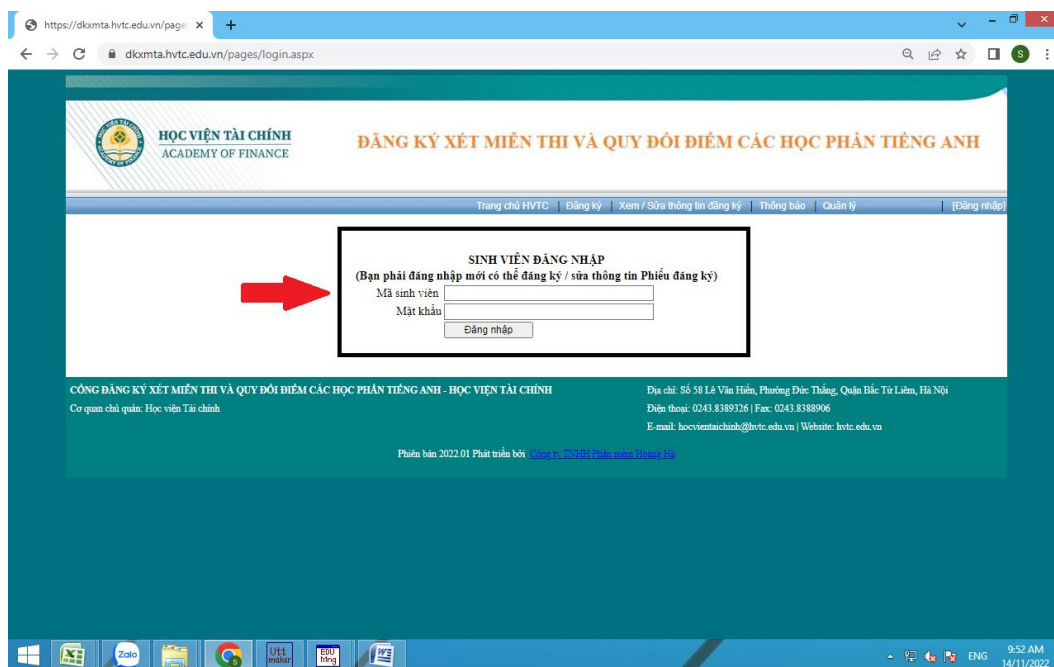 https://dkxmta.hvtc.edu.vn/page
dkxmta.hvtc.edu.vn/pages/login.aspx
S
HỌC VIỆN TÀI CHÍNH
ACADEMY OF FINANCE
ĐĂNG KÝ XÉT MIỄN THI VÀ QUY ĐỔI ĐIỂM CÁC HỌC PHẦN TIẾNG ANH
Trang chủ HVTC | Đăng ký | Xem / Sửa thông tin đăng ký | Thông báo | Quản lý | [Đăng nhập]
SINH VIÊN ĐĂNG NHẬP
(Bạn phải đăng nhập mới có thể đăng ký / sửa thông tin Phiếu đăng ký)
Mã sinh viên
Mật khẩu
Đăng nhập
CỔNG ĐĂNG KÝ XÉT MIỄN THI VÀ QUY ĐỔI ĐIỂM CÁC HỌC PHẦN TIẾNG ANH - HỌC VIỆN TÀI CHÍNH
Cơ quan chủ quản: Học viện Tài chính
Địa chỉ: Số 58 Lê Văn Hiến, Phường Đức Thắng, Quận Bắc Từ Liêm, Hà Nội
Điện thoại: 0243.8389326 | Fax: 0243.8388906
E-mail: hocvientaichinh@hvtc.edu.vn | Website: hvtc.edu.vn
Phiên bản 2022.01 Phát triển bởi Công ty TNHH Phần mềm Hoàng Hà
Zalo
Utt
maker
EDU
Mng
ENG
9:52 AM
14/11/2022